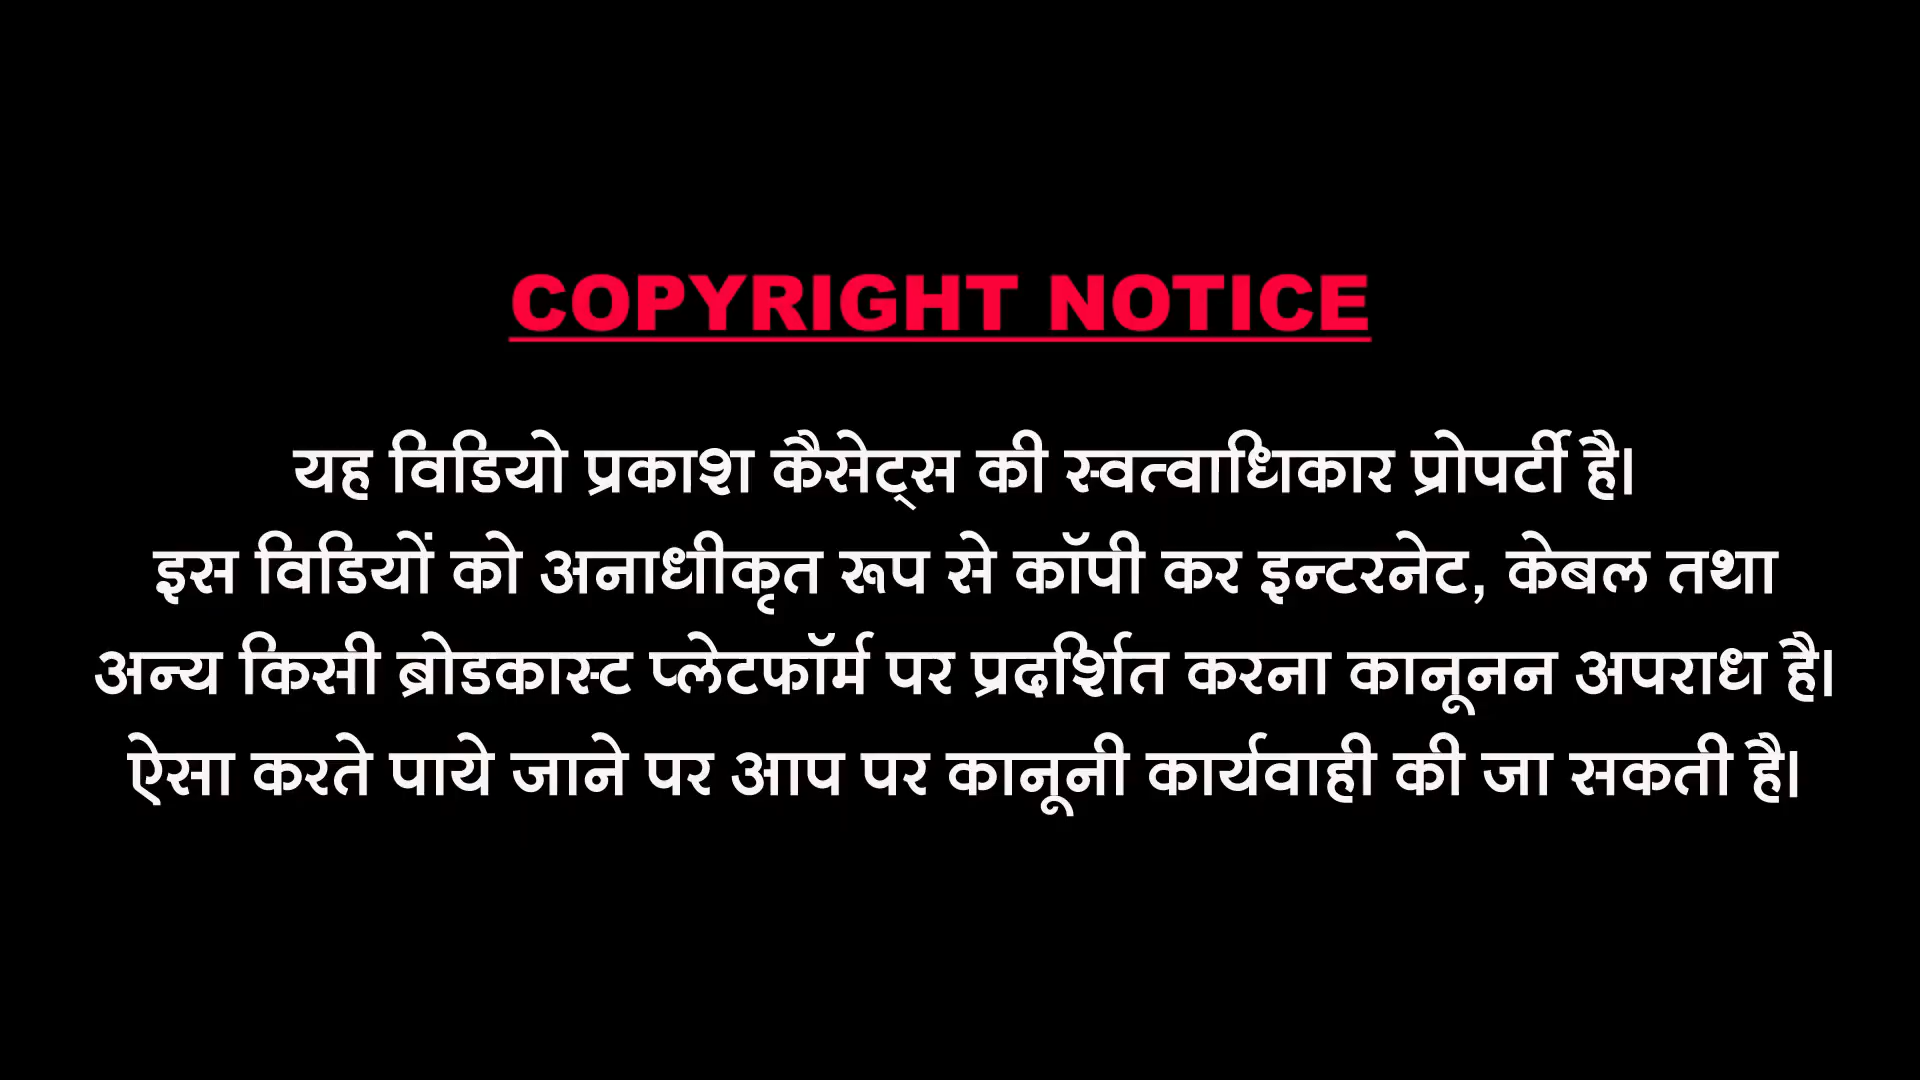 COPYRIGHT NOTICE
यह विडियो प्रकाश कैसेट्स की स्वत्वाधिकार प्रोपर्टी है।
इस विडियों को अनाधीकृत रूप से कॉपी कर इन्टरनेट, केबल तथा
अन्य किसी ब्रोडकास्ट प्लेटफॉर्म पर प्रदर्शित करना कानूनन अपराध है।
ऐसा करते पाये जाने पर आप पर कानूनी कार्यवाही की जा सकती है।